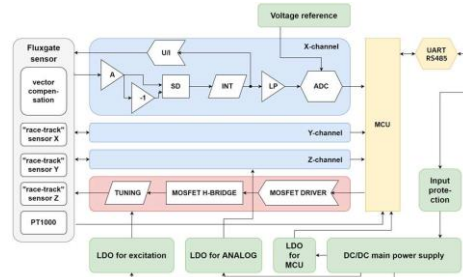 Voltage reference
Fluxgate
sensor
U/I
X-channel
vector
compen-
sation
A
-1
SD
INT
LP
ADC
MCU
UART
RS485
"race-track"
sensor X
Y-channel
"race-track"
sensor Y
Z-channel
"race-track"
sensor Z
TUNING
MOSFET H-BRIDGE
MOSFET DRIVER
Input
prote-
ction
PT1000
LDO for excitation
LDO for ANALOG
LDO
for
MCU
DC/DC main power supply